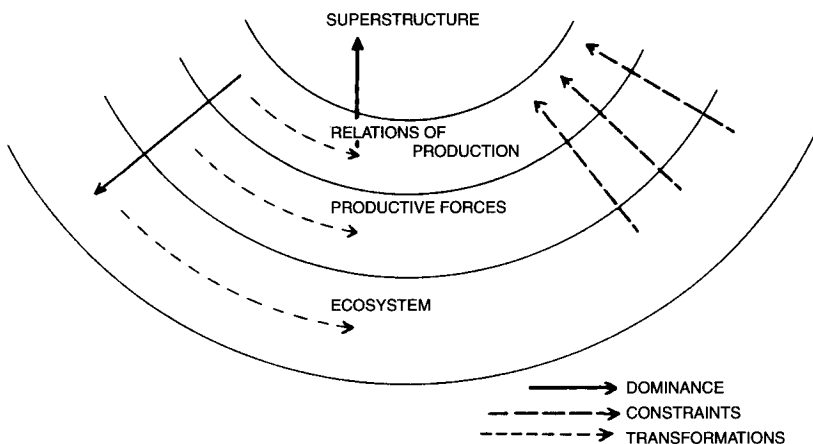 SUPERSTRUCTURE
RELATIONS OF
PRODUCTION
PRODUCTIVE FORCES
ECOSYSTEM
DOMINANCE
CONSTRAINTS
TRANSFORMATIONS